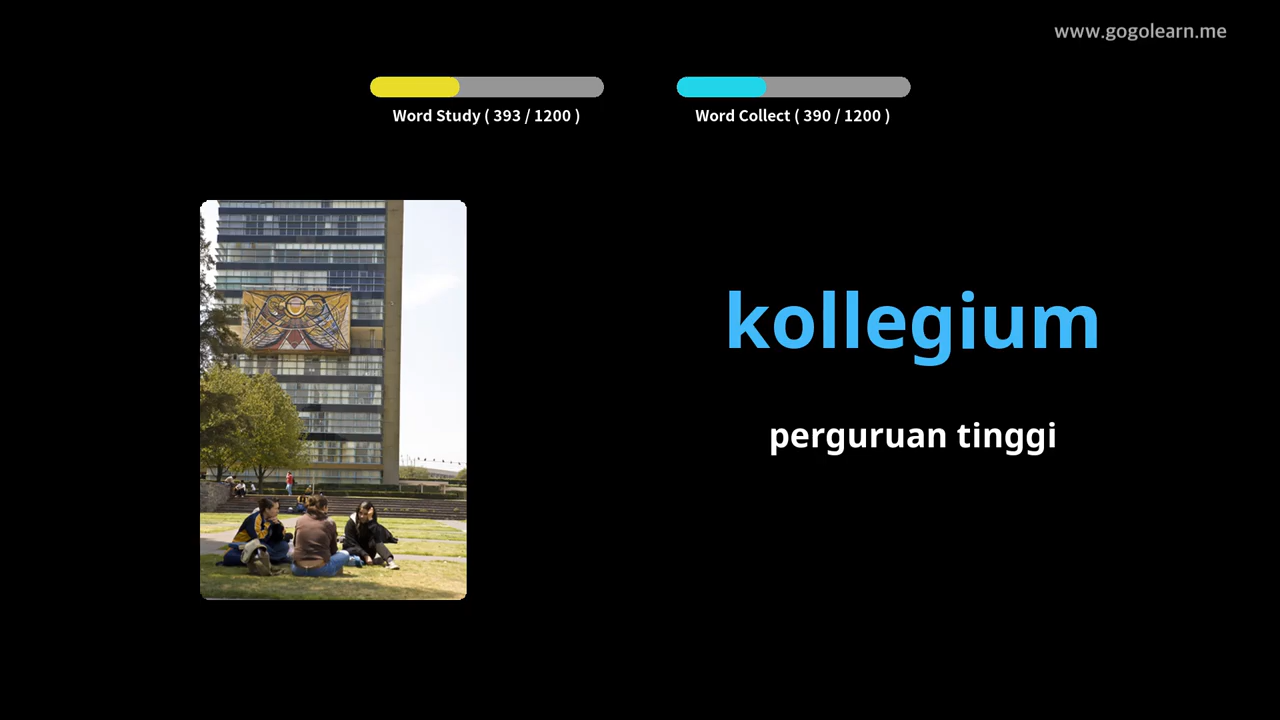 www.gogolearn.me
Word Study ( 393 / 1200 )
Word Collect ( 390 / 1200 )
kollegium
perguruan tinggi